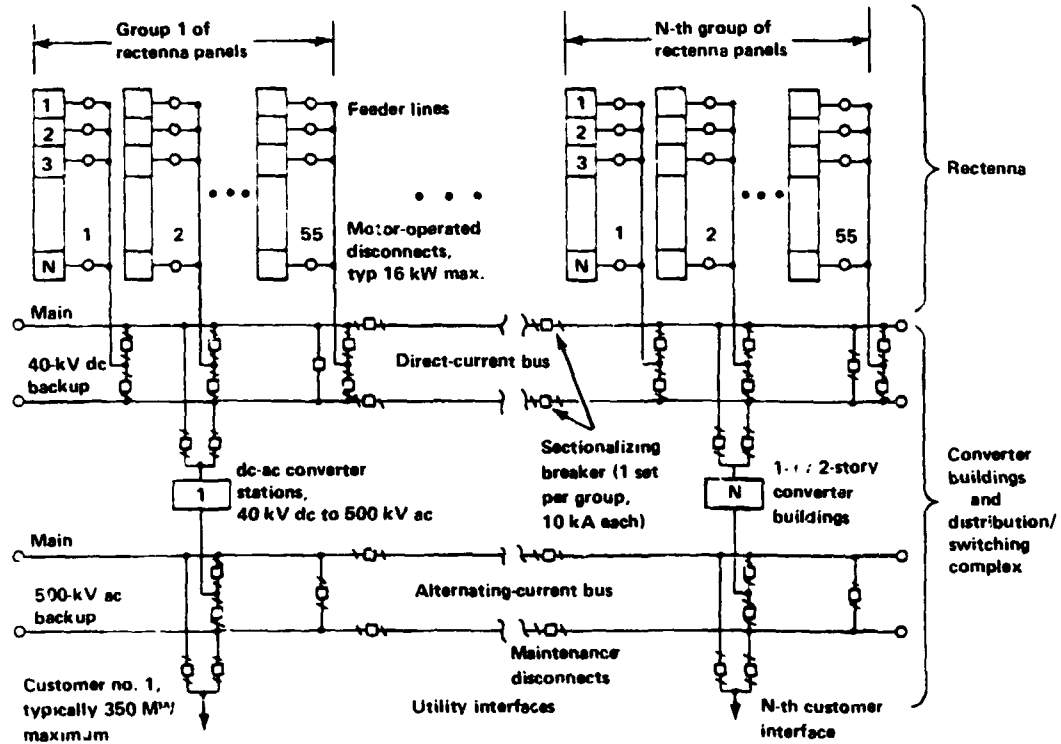 Group 1 of
rectenna panels
N-th group of
rectenna panels
1
2
3
N
1
2
55
Feeder lines
Motor-operated
disconnects,
typ 16 kW max.
1
2
3
N
1
2
55
Rectenna
Main
40-kV dc
backup
Direct-current bus
Sectionalizing
breaker (1 set
per group,
10 kA each)
1
dc-ac converter
stations,
40 kV dc to 500 kV ac
N
2-story
converter
buildings
Converter
buildings
and
distribution/
switching
complex
Main
500-kV ac
backup
Alternating-current bus
Maintenance
disconnects
Customer no. 1,
typically 350 MW
maximum
Utility interfaces
N-th customer
interface